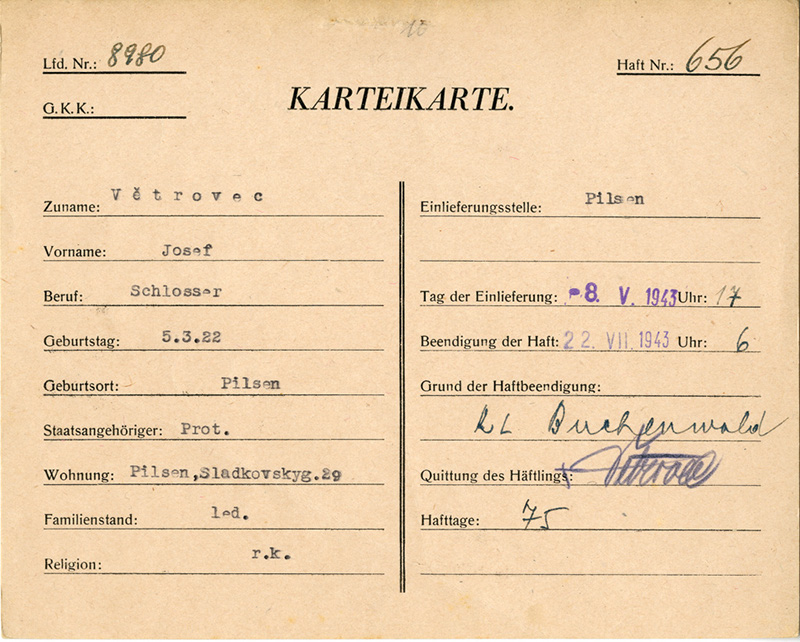 Lfd. Nr.: 8980
Haft Nr.: 656
G.K.K.:
KARTEIKARTE.
Zuname: Větrovec
Vorname: Josef
Beruf: Schlosser
Geburtstag: 5.3.22
Geburtsort: Pilsen
Staatsangehöriger: Prot.
Wohnung: Pilsen,Sladkovskyg.29
Familienstand: led.
Religion: r.k.
Einlieferungsstelle: Pilsen
Tag der Einlieferung: -8. V. 1943 Uhr: 17
Beendigung der Haft: 22. VII. 1943 Uhr: 6
Grund der Haftbeendigung:
KL Buchenwald
Quittung des Häftlings:
Hafttage: 75